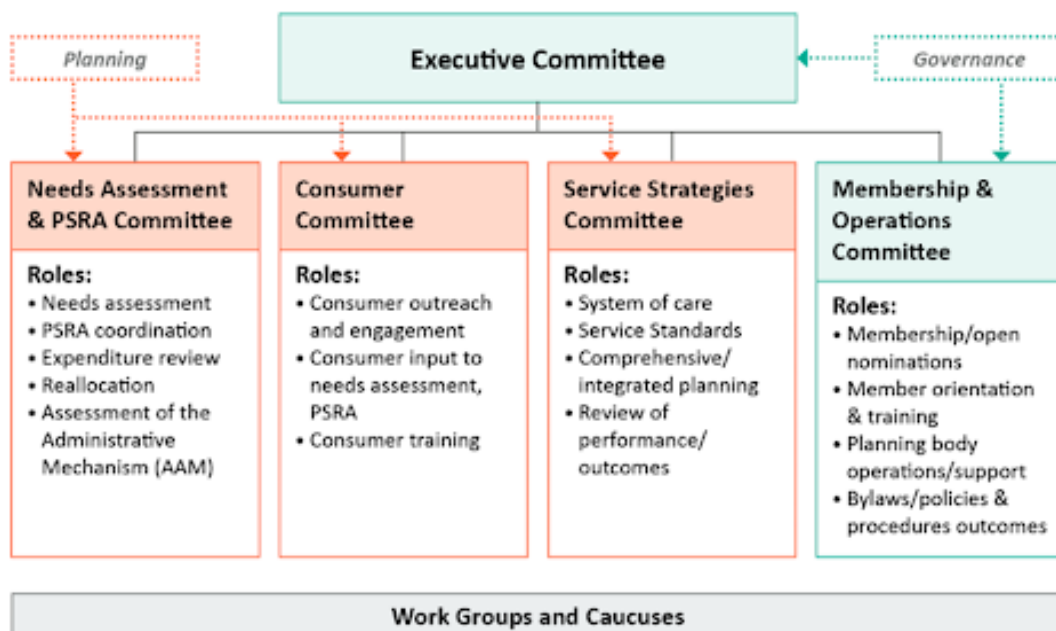 Planning
Executive Committee
Governance
Needs Assessment
& PSRA Committee
Roles:
• Needs assessment
• PSRA coordination
• Expenditure review
• Reallocation
• Assessment of the
Administrative
Mechanism (AAM)
Consumer
Committee
Roles:
• Consumer outreach
and engagement
• Consumer input to
needs assessment,
PSRA
• Consumer training
Service Strategies
Committee
Roles:
• System of care
• Service Standards
• Comprehensive/
integrated planning
• Review of
performance/
outcomes
Membership &
Operations
Committee
Roles:
• Membership/open
nominations
• Member orientation
& training
• Planning body
operations/support
• Bylaws/policies &
procedures outcomes
Work Groups and Caucuses